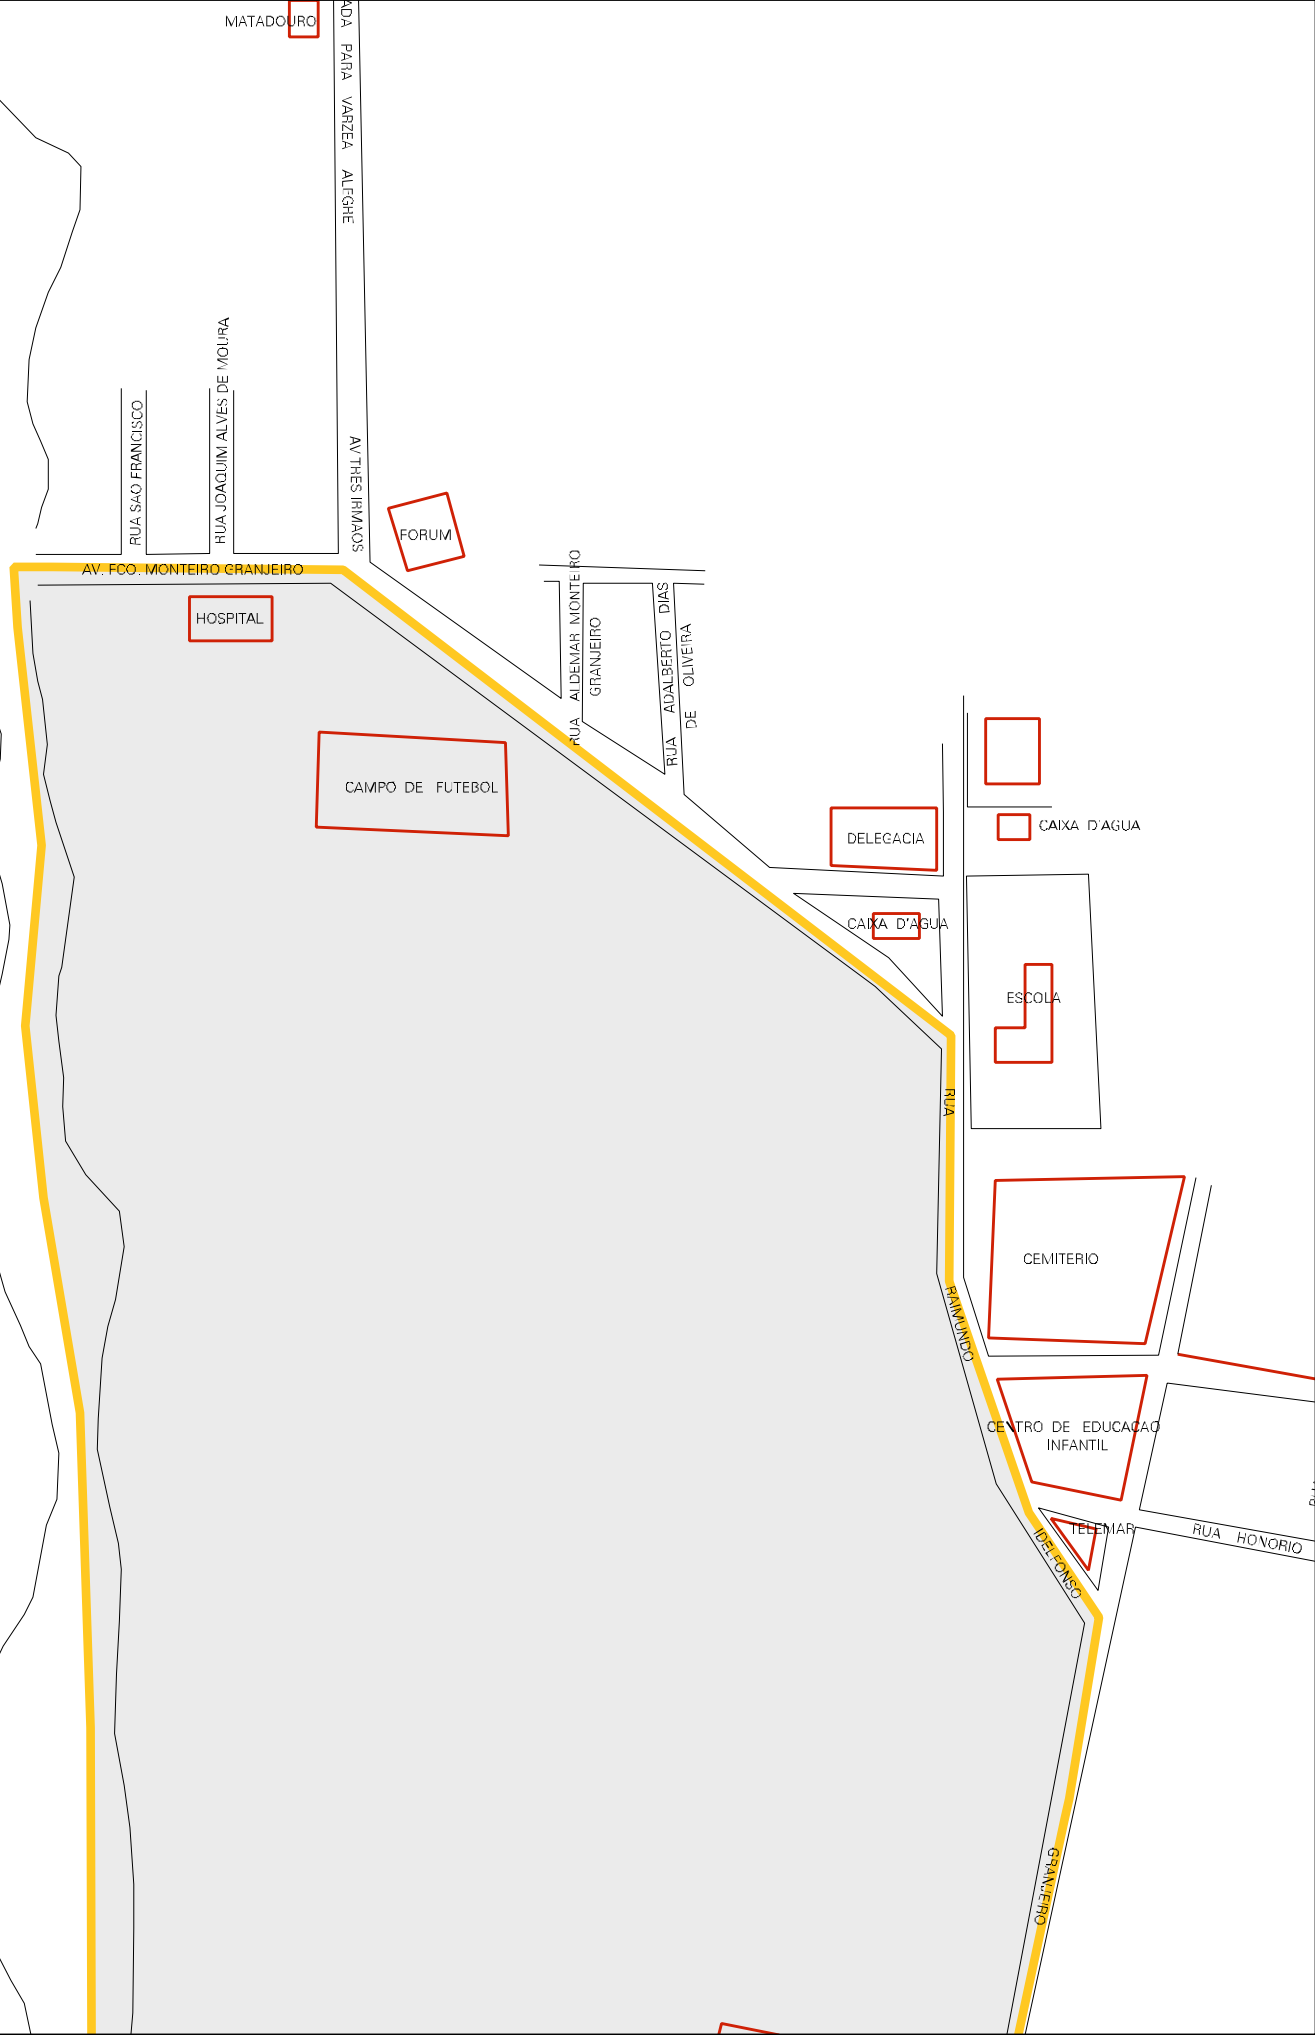 MATADOURO
ADA PARA VARZEA ALEGRE
RUA SAO FRANCISCO
RUA JOAQUIM ALVES DE MOURA
AV TRES IRMAOS
FORUM
AV. FCO. MONTEIRO GRANJEIRO
HOSPITAL
RUA ALDEMAR MONTEIRO
GRANJEIRO
RUA ADALBERTO DIAS
DE OLIVEIRA
CAMPO DE FUTEBOL
DELEGACIA
CAIXA D'AGUA
CAIXA D'AGUA
ESCOLA
RUA
CEMITERIO
RAIMUNDO
CENTRO DE EDUCACAO
INFANTIL
TELEMAR
RUA HONORIO
IDELFONSO
GRANJEIRO